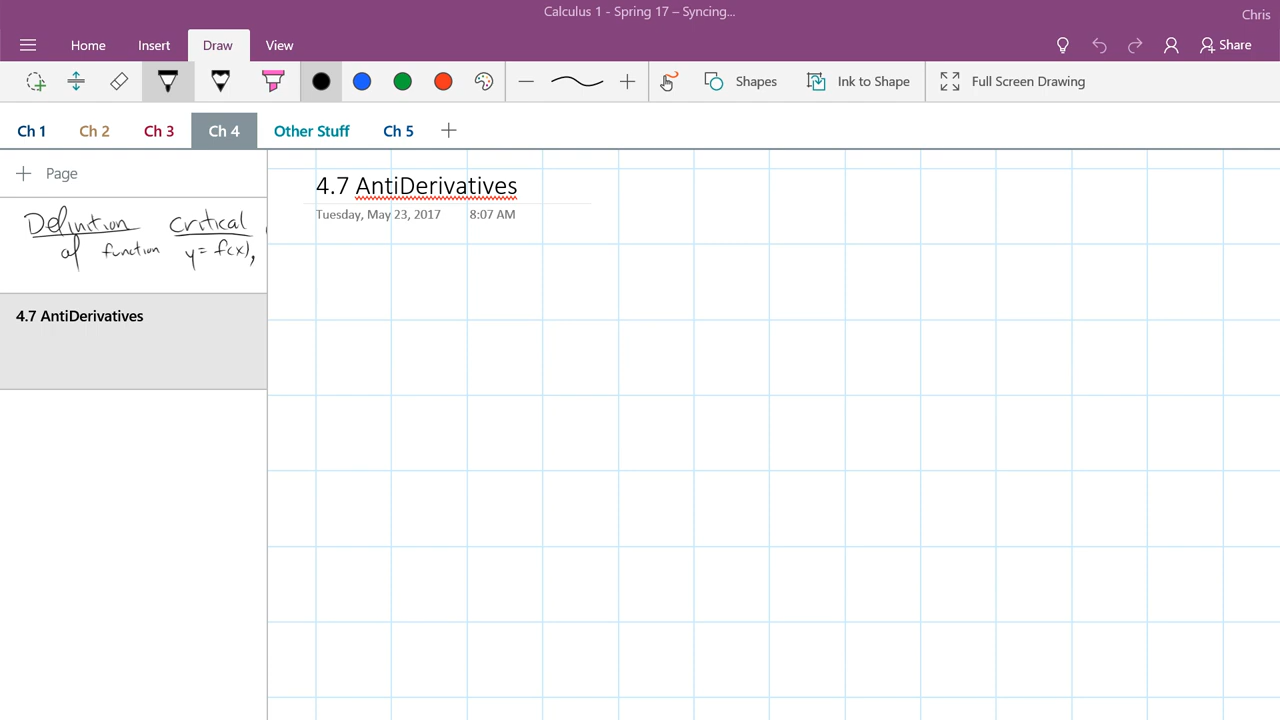 Calculus 1 - Spring 17 – Syncing...
Chris
Home Insert Draw View Share
Shapes Ink to Shape Full Screen Drawing
Ch 1 Ch 2 Ch 3 Ch 4 Other Stuff Ch 5
Page
Definition critical
of function y = f(x),
4.7 AntiDerivatives
4.7 AntiDerivatives
Tuesday, May 23, 2017 8:07 AM